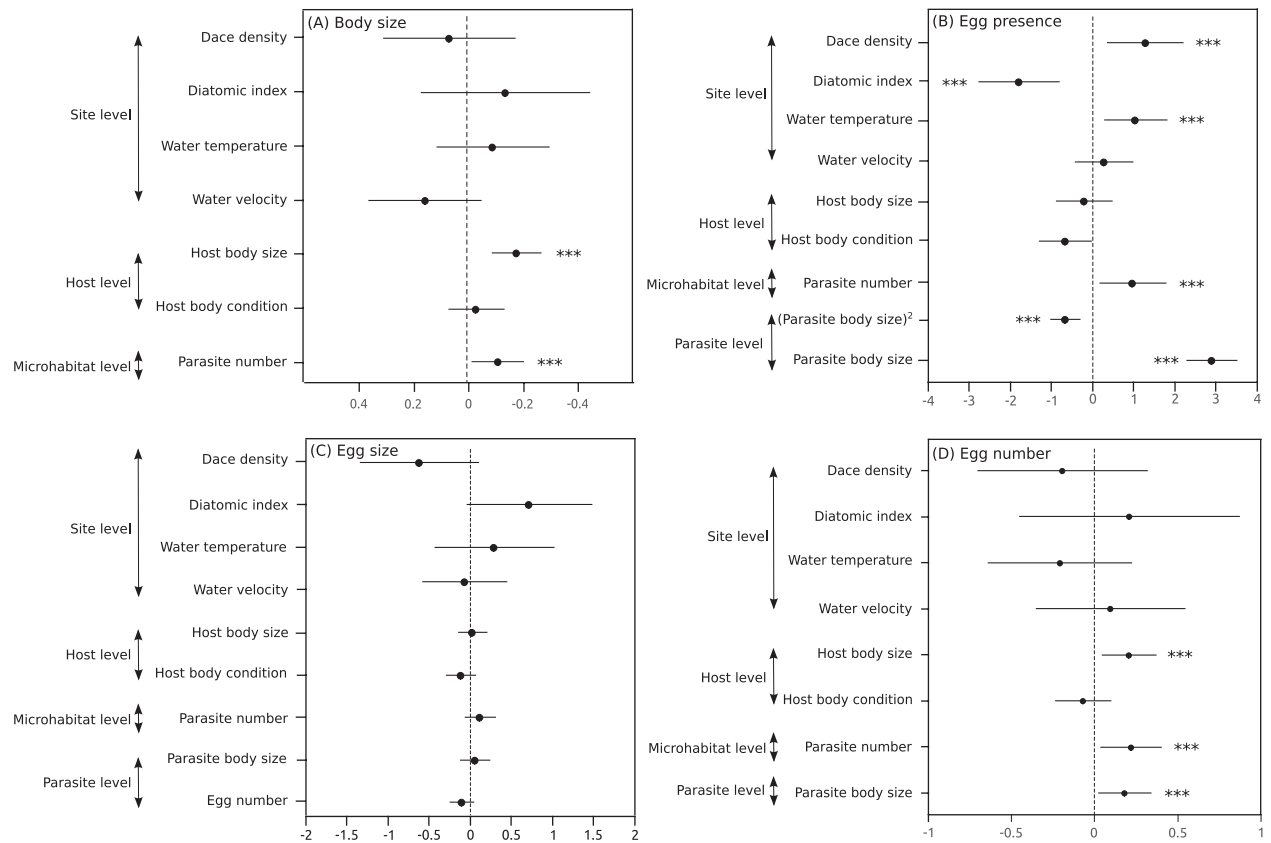 (A) Body size
Dace density
Diatomic index
Site level
Water temperature
Water velocity
Host body size ***
Host level
Host body condition
Microhabitat level
Parasite number ***
0.4 0.2 0 -0.2 -0.4
(B) Egg presence
Dace density ***
Diatomic index ***
Site level
Water temperature ***
Water velocity
Host body size
Host level
Host body condition
Microhabitat level
Parasite number ***
(Parasite body size)² ***
Parasite level
Parasite body size ***
-4 -3 -2 -1 0 1 2 3 4
(C) Egg size
Dace density
Diatomic index
Site level
Water temperature
Water velocity
Host body size
Host level
Host body condition
Microhabitat level
Parasite number
Parasite body size
Parasite level
Egg number
-2 -1.5 -1 -0.5 0 0.5 1 1.5 2
(D) Egg number
Dace density
Diatomic index
Site level
Water temperature
Water velocity
Host body size ***
Host level
Host body condition
Microhabitat level
Parasite number ***
Parasite level
Parasite body size ***
-1 -0.5 0 0.5 1